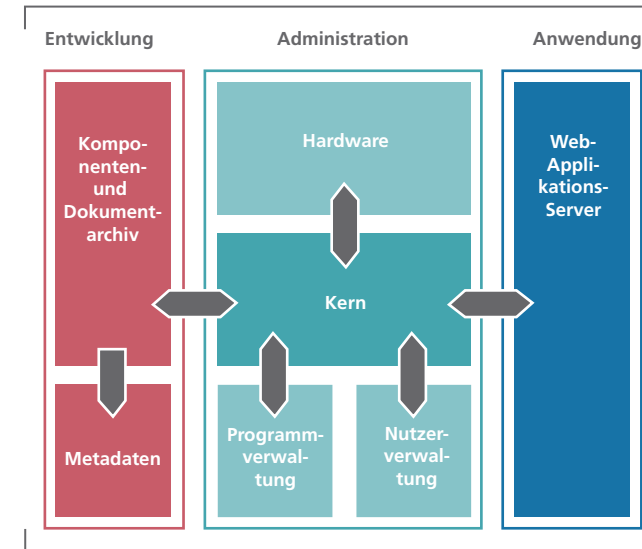 Entwicklung
Administration
Anwendung
Kompo-
nenten-
und
Dokument-
archiv
Metadaten
Hardware
Kern
Programm-
verwal-
tung
Nutzer-
verwal-
tung
Web-
Appli-
kations-
Server